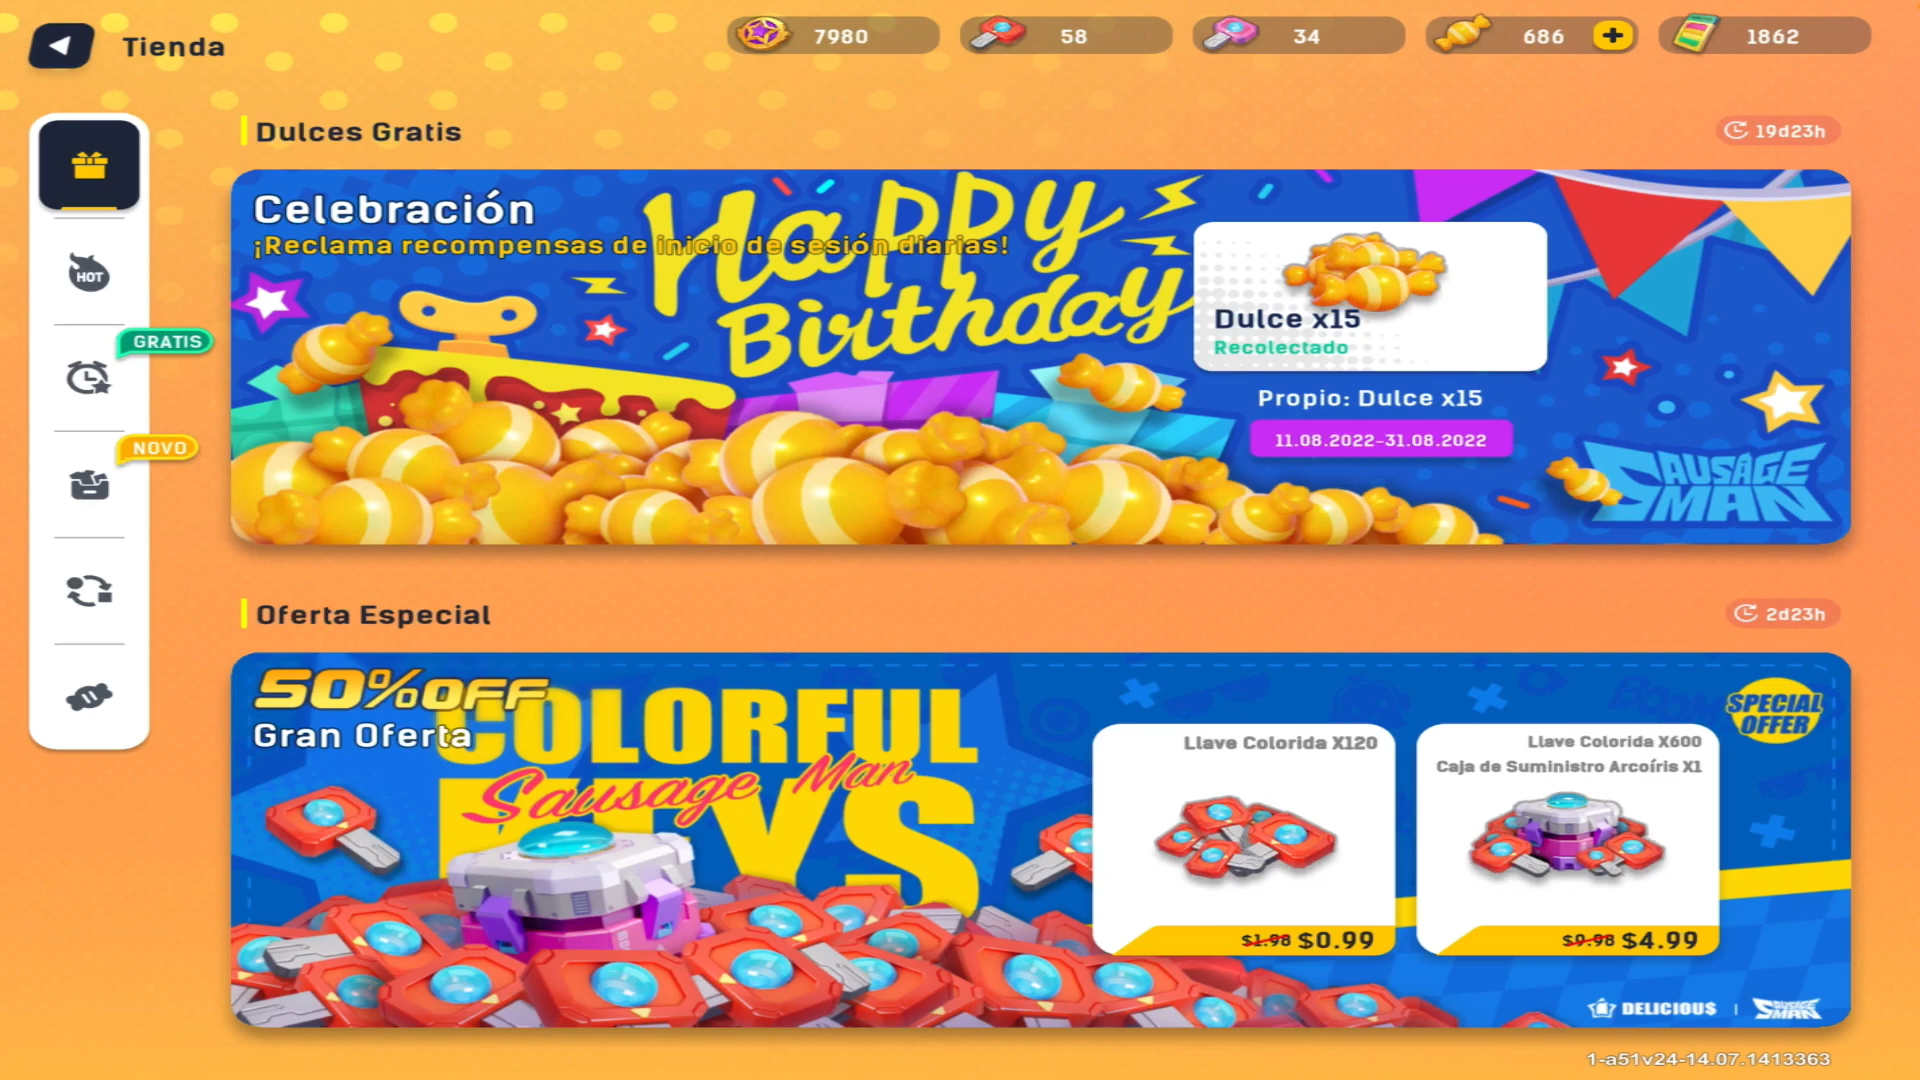 Tienda
7980
58
34
686
1862
Dulces Gratis
19d23h
HOT
GRATIS
NOVO
Celebración
¡Reclama recompensas de inicio de sesión diarias!
Happy
Birthday
Dulce x15
Recolectado
Propio: Dulce x15
11.08.2022-31.08.2022
SAUSAGE
MAN
Oferta Especial
2d23h
50%OFF
Gran Oferta
COLORFUL
Sausage Man
KEYS
SPECIAL
OFFER
Llave Colorida X120
$1.98 $0.99
Llave Colorida X600
Caja de Suministro Arcoíris X1
$9.98 $4.99
DELICIOU$ | SAUSAGE MAN
1-a51v24-14.07.1413363